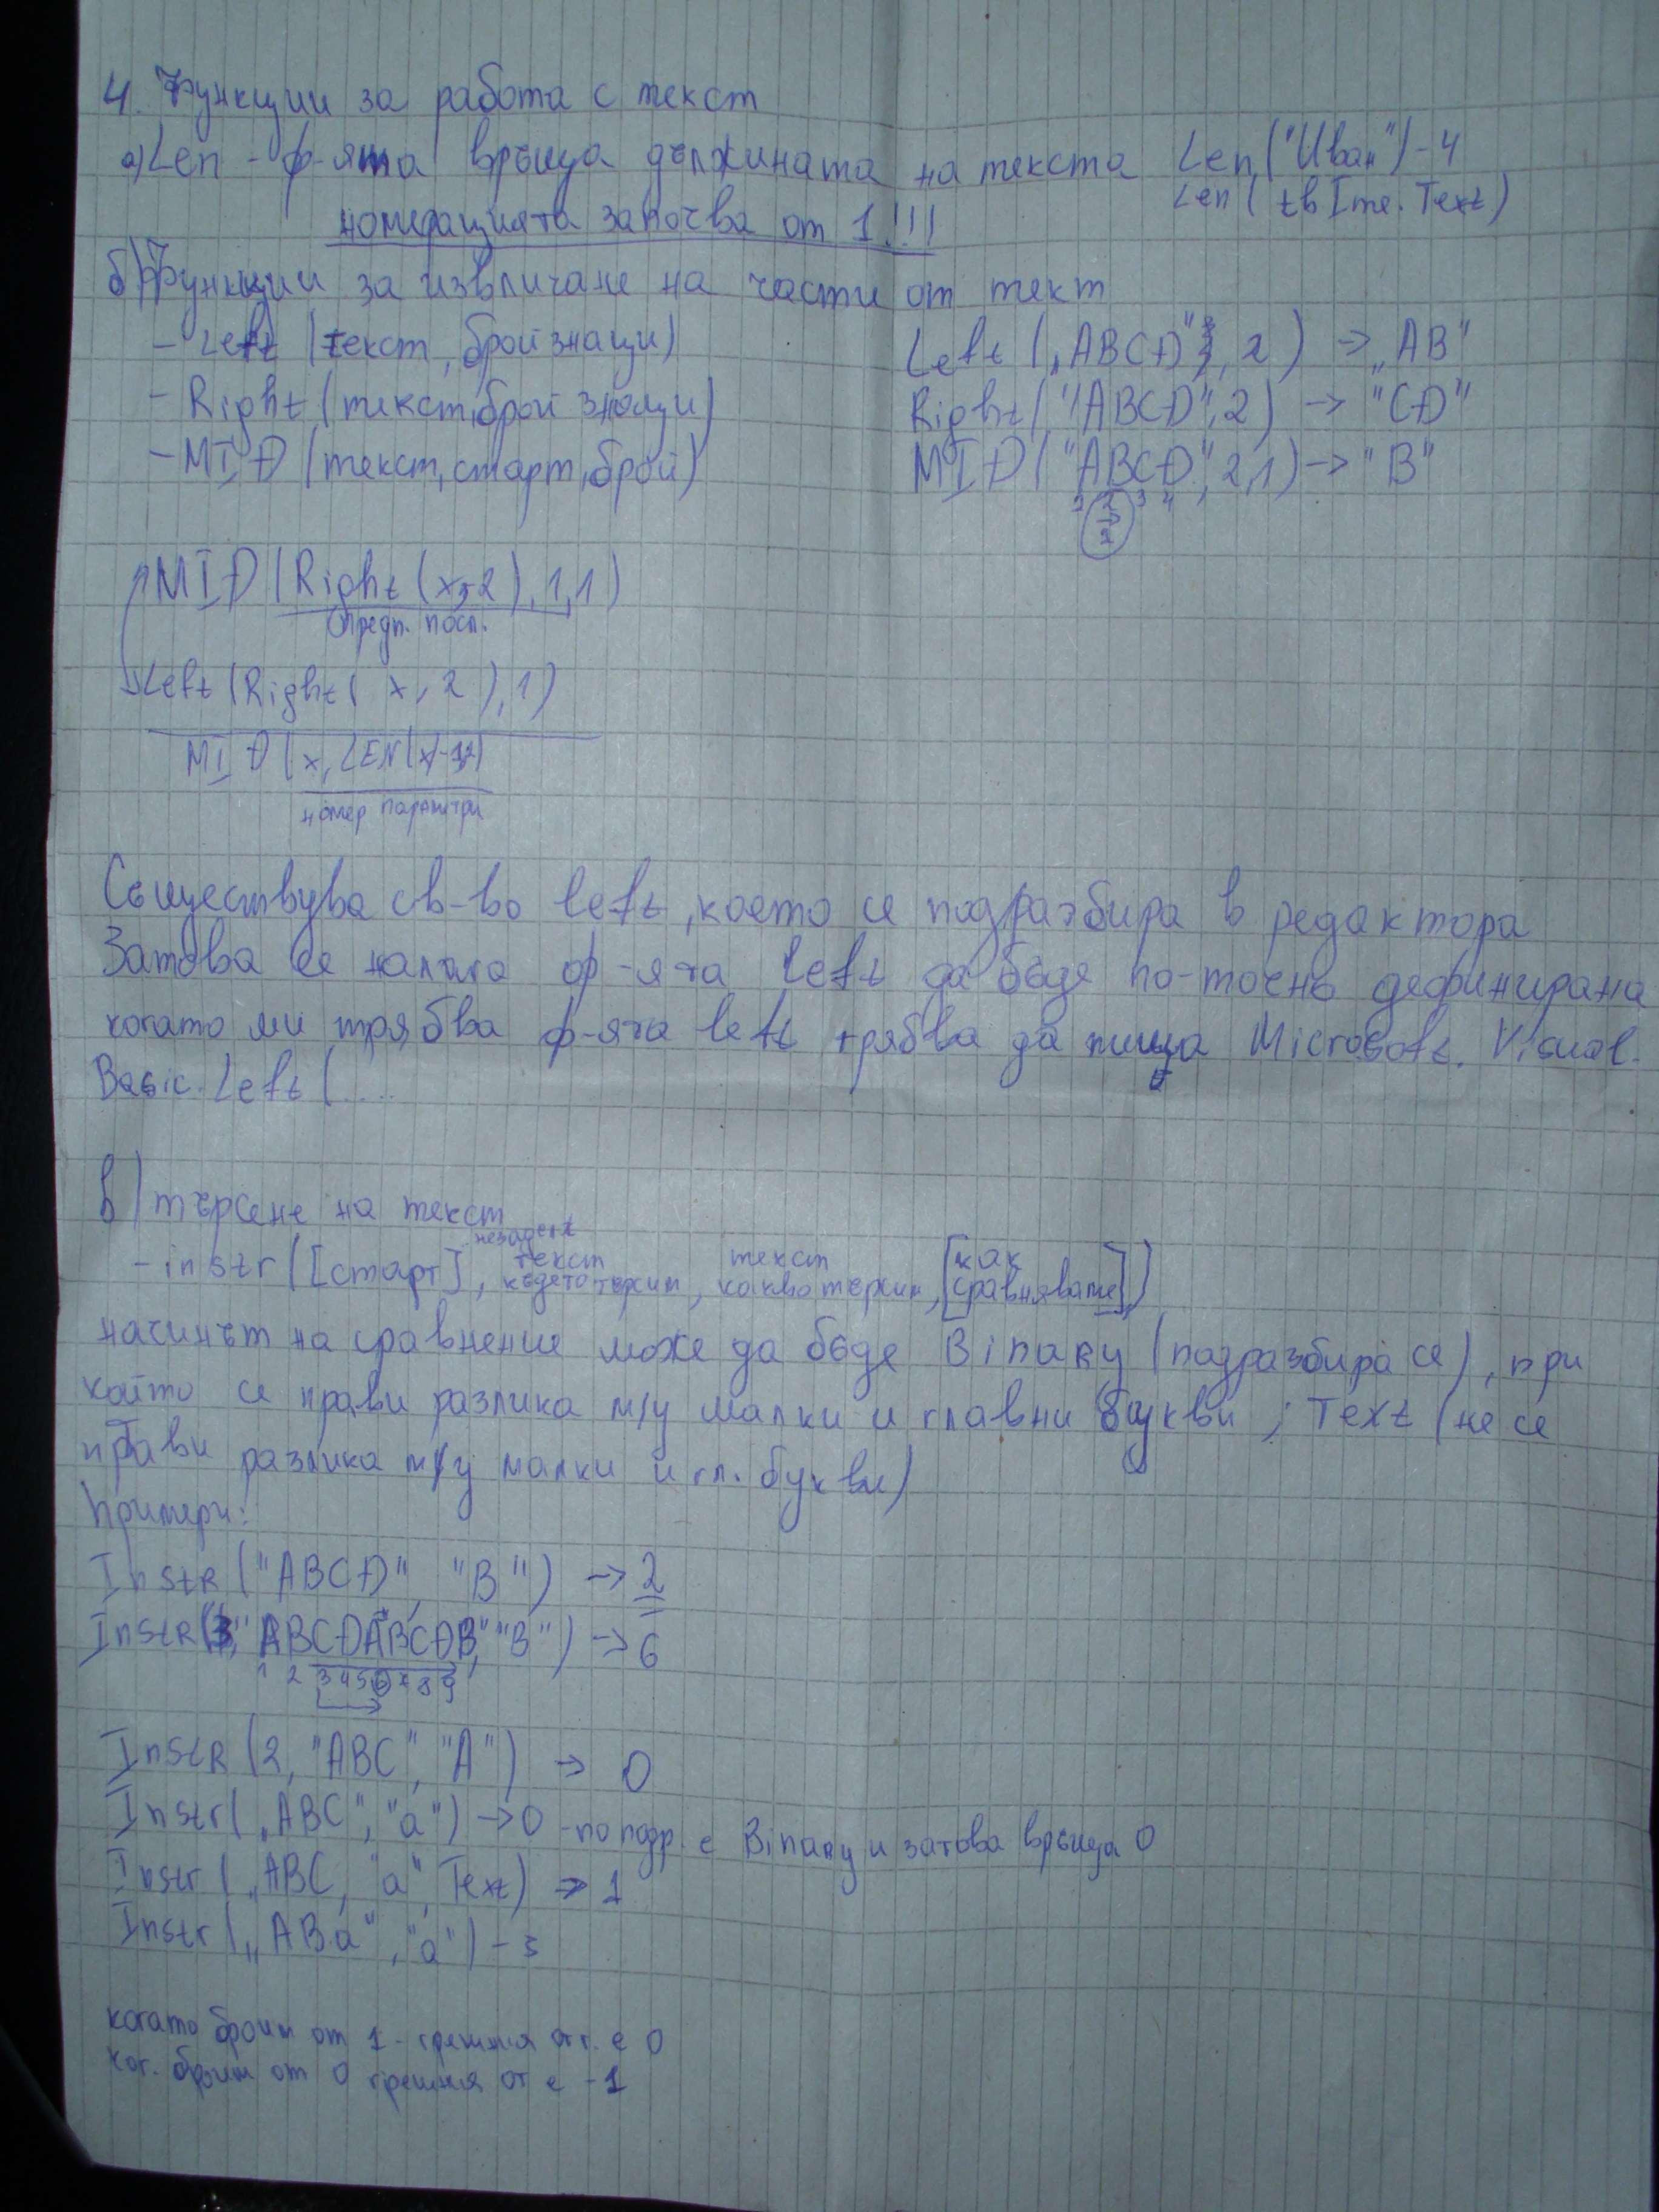 4. Функции за работа с текст
а) Len - ф-ята връща дължината на текста Len("Иван") - 4
Len(tbIme.Text)
номерацията започва от 1!!!
б) Функции за извличане на части от тект
- Left (текст, брой знаци) Left („ABCD", 2) → „AB"
- Right (текст, брой знаци) Right("ABCD", 2) → "CD"
- MID (текст, старт, брой) MID("ABCD", 2,1) → "B"
1 2 3 4
2
MID(Right(x,2),1,1)
предп. посл.
Left(Right(x,2),1)
MID(x, LEN(x)-1,1)
номер параметри
Съществува св-во left, което се подразбира в редактора
Затова се налага ф-ята left да бъде по-точно дефинирана
когато ми трябва ф-ята left трябва да пиша Microsoft. Visual.
Basic.Left(....
в) търсене на текст
- instr([старт], текст където търсим, текст какво търсим, [как сравняваме])
начинът на сравнение може да бъде Binary (подразбира се), при
който се прави разлика м/у малки и главни букви; Text (не се
прави разлика м/у малки и гл. букви)
Примери:
InstR("ABCD", "B") → 2
InstR(3, "ABCDABCDB", "B") → 6
1 2 3 4 5 6 7 8 9
InstR(2, "ABC", "A") → 0
Instr(„ABC", "a") → 0 - по подр. е Binary и затова връща 0
Instr(„ABC, "a", Text) → 1
Instr(„ABa", "a") - 3
когато броим от 1 - грешния отг. е 0
ког. броим от 0 грешния от е -1